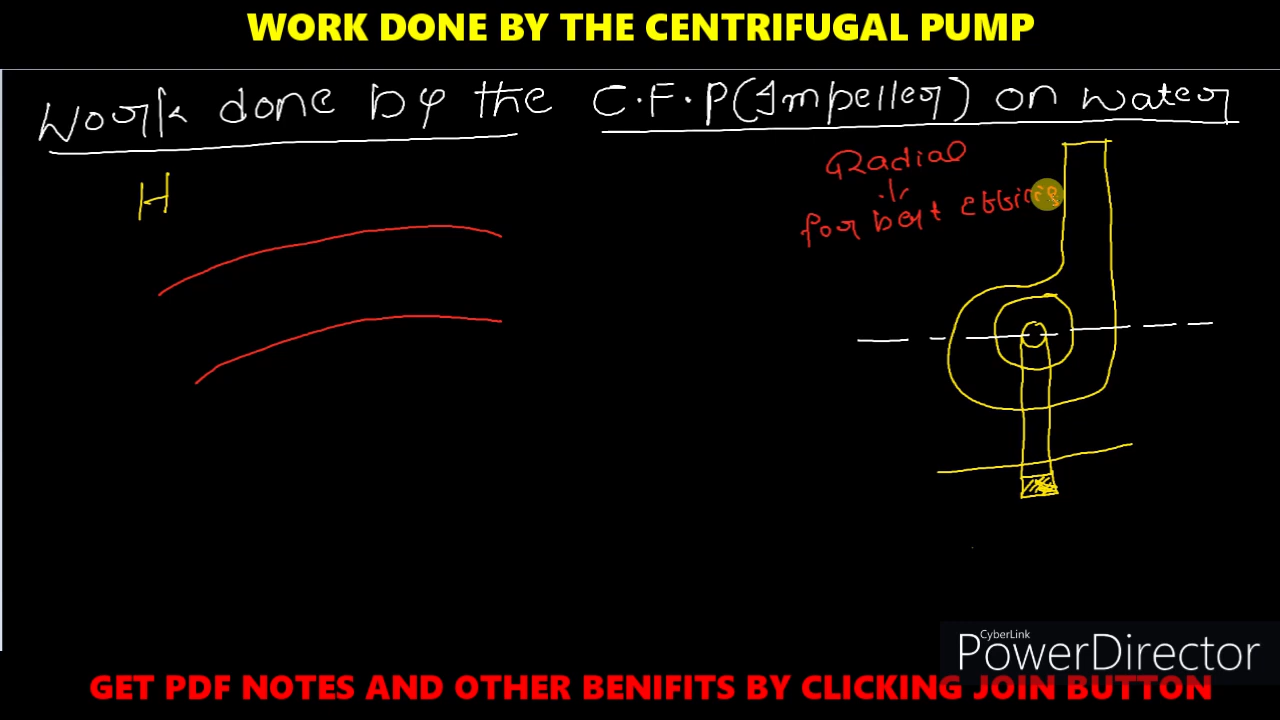 WORK DONE BY THE CENTRIFUGAL PUMP
Work done by the C.F.P(Impeller) on water
Radial
H
for best
CyberLink
PowerDirector
GET PDF NOTES AND OTHER BENIFITS BY CLICKING JOIN BUTTON